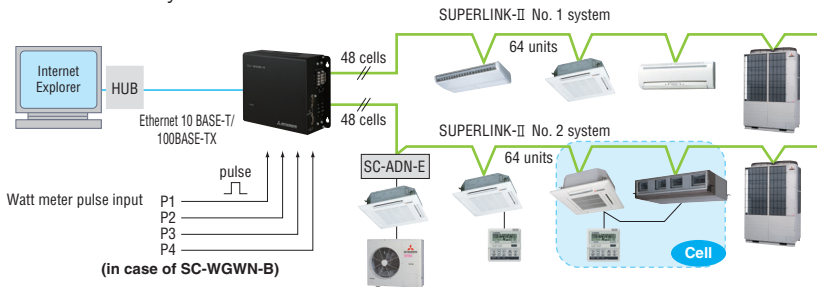 SUPERLINK-II No. 1 system
48 cells
64 units
Internet
Explorer
HUB
Ethernet 10 BASE-T/
100BASE-TX
48 cells
SUPERLINK-II No. 2 system
SC-ADN-E
64 units
pulse
Watt meter pulse input
P1
P2
P3
P4
(in case of SC-WGWN-B)
Cell